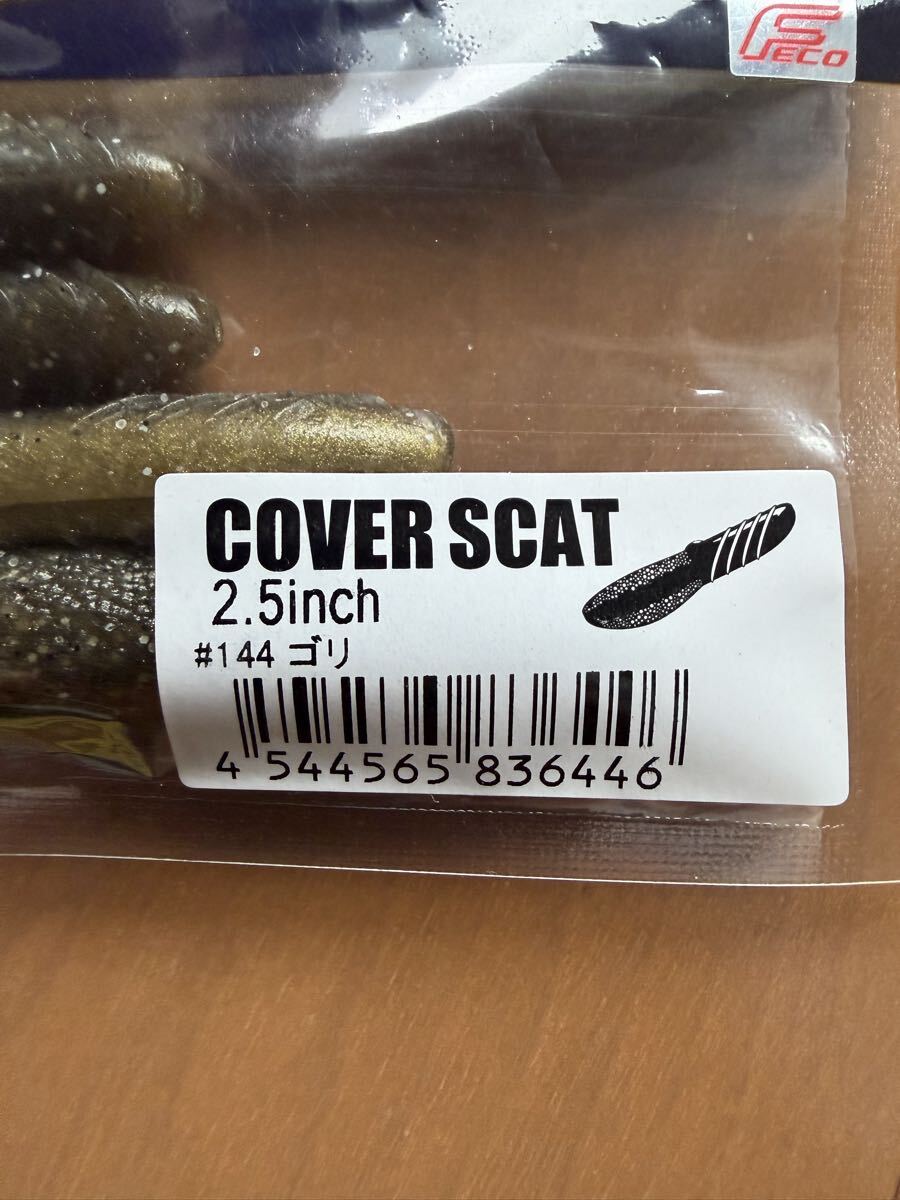 FECO
COVER SCAT
2.5inch
#144 ゴリ
4 544565 836446